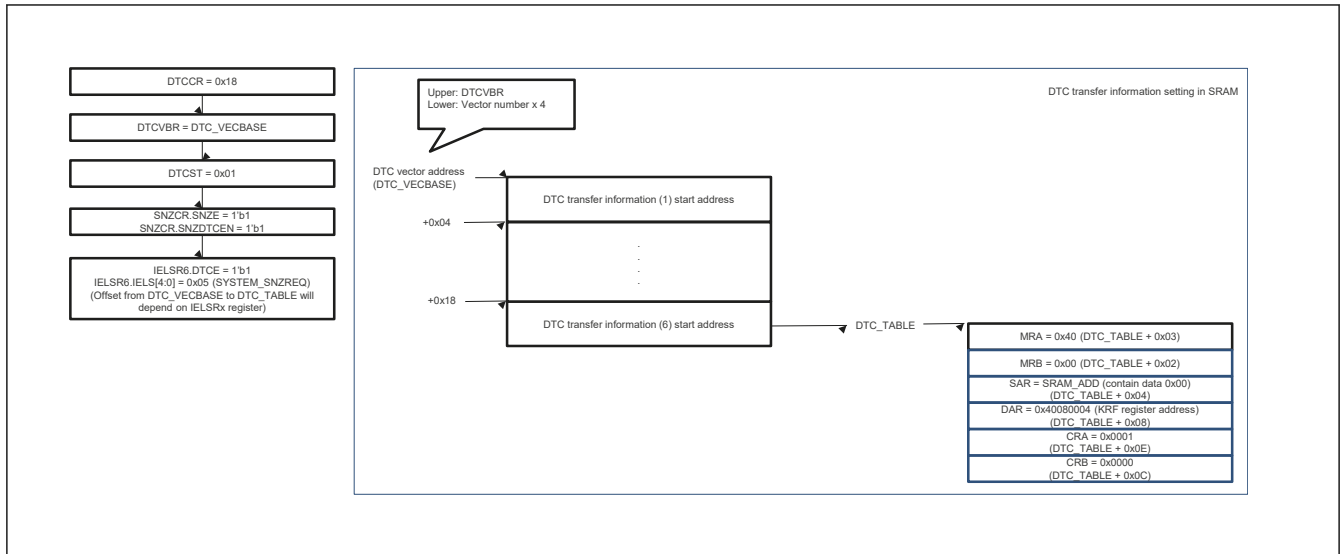 DTCCR = 0x18
DTCVBR = DTC_VECBASE
DTCST = 0x01
SNZCR.SNZE = 1'b1
SNZCR.SNZDTCEN = 1'b1
IELSR6.DTCE = 1'b1
IELSR6.IELS[4:0] = 0x05 (SYSTEM_SNZREQ)
(Offset from DTC_VECBASE to DTC_TABLE will
depend on IELSRx register)
DTC transfer information setting in SRAM
Upper: DTCVBR
Lower: Vector number x 4
DTC vector address
(DTC_VECBASE)
DTC transfer information (1) start address
+0x04
.
.
.
.
+0x18
DTC transfer information (6) start address
DTC_TABLE
MRA = 0x40 (DTC_TABLE + 0x03)
MRB = 0x00 (DTC_TABLE + 0x02)
SAR = SRAM_ADD (contain data 0x00)
(DTC_TABLE + 0x04)
DAR = 0x40080004 (KRF register address)
(DTC_TABLE + 0x08)
CRA = 0x0001
(DTC_TABLE + 0x0E)
CRB = 0x0000
(DTC_TABLE + 0x0C)